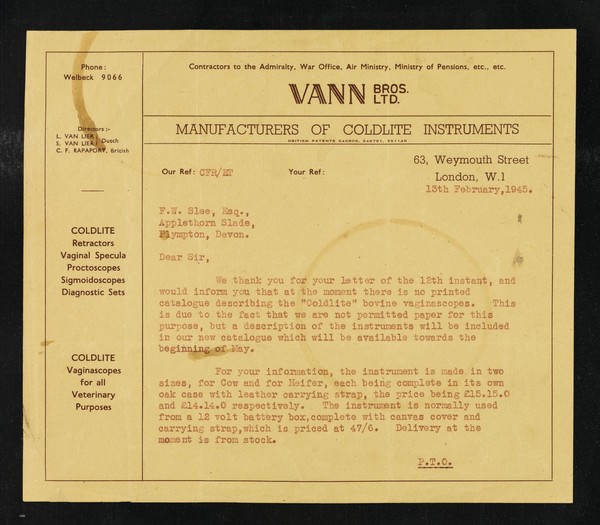 Phone:
Welbeck 9066
Contractors to the Admiralty, War Office, Air Ministry, Ministry of Pensions, etc., etc.
VANN BROS. LTD.
Directors :-
L. VAN LIER
S. VAN LIER Dutch
C. F. RAPAPORT, British
MANUFACTURERS OF COLDLITE INSTRUMENTS
BRITISH PATENTS
63, Weymouth Street
London, W.1
Our Ref: CFR/ET Your Ref:
13th February, 1945.
F.W. Slee, Esq.,
Applethorn Slade,
Plympton, Devon.
Dear Sir,
We thank you for your letter of the 12th instant, and
would inform you that at the moment there is no printed
catalogue describing the "Coldlite" bovine vaginascopes. This
is due to the fact that we are not permitted paper for this
purpose, but a description of the instruments will be included
in our new catalogue which will be available towards the
beginning of May.
For your information, the instrument is made in two
sizes, for Cow and for Heifer, each being complete in its own
oak case with leather carrying strap, the price being £15.15.0
and £14.14.0 respectively. The instrument is normally used
from a 12 volt battery box,complete with canvas cover and
carrying strap,which is priced at 47/6. Delivery at the
moment is from stock.
P.T.O.
COLDLITE
Retractors
Vaginal Specula
Proctoscopes
Sigmoidoscopes
Diagnostic Sets
COLDLITE
Vaginascopes
for all
Veterinary
Purposes